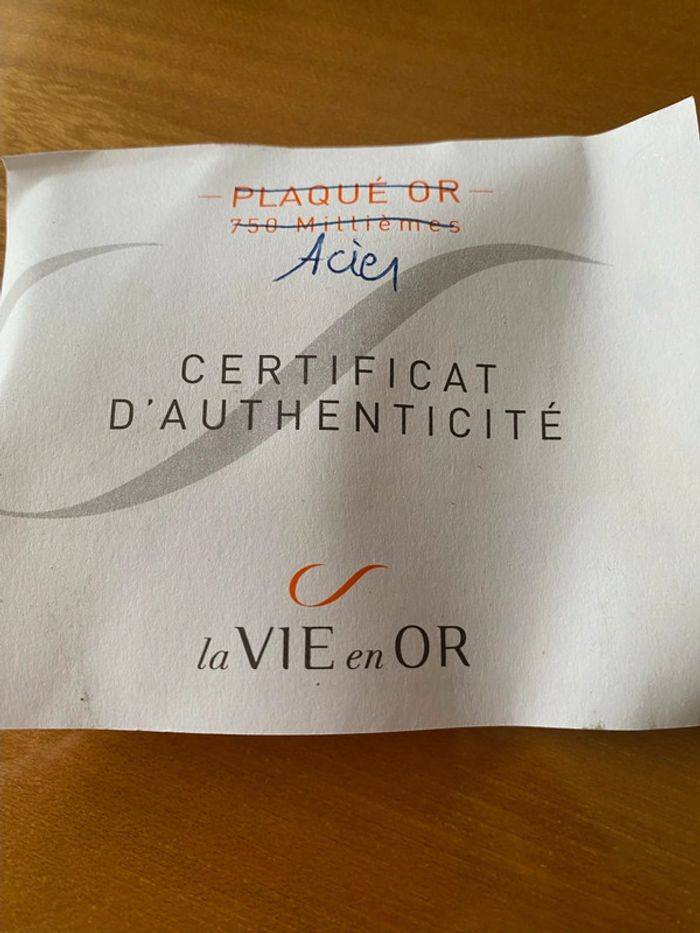 PLAQUÉ OR
750 Millièmes
Acier
CERTIFICAT
D'AUTHENTICITÉ
la VIE en OR